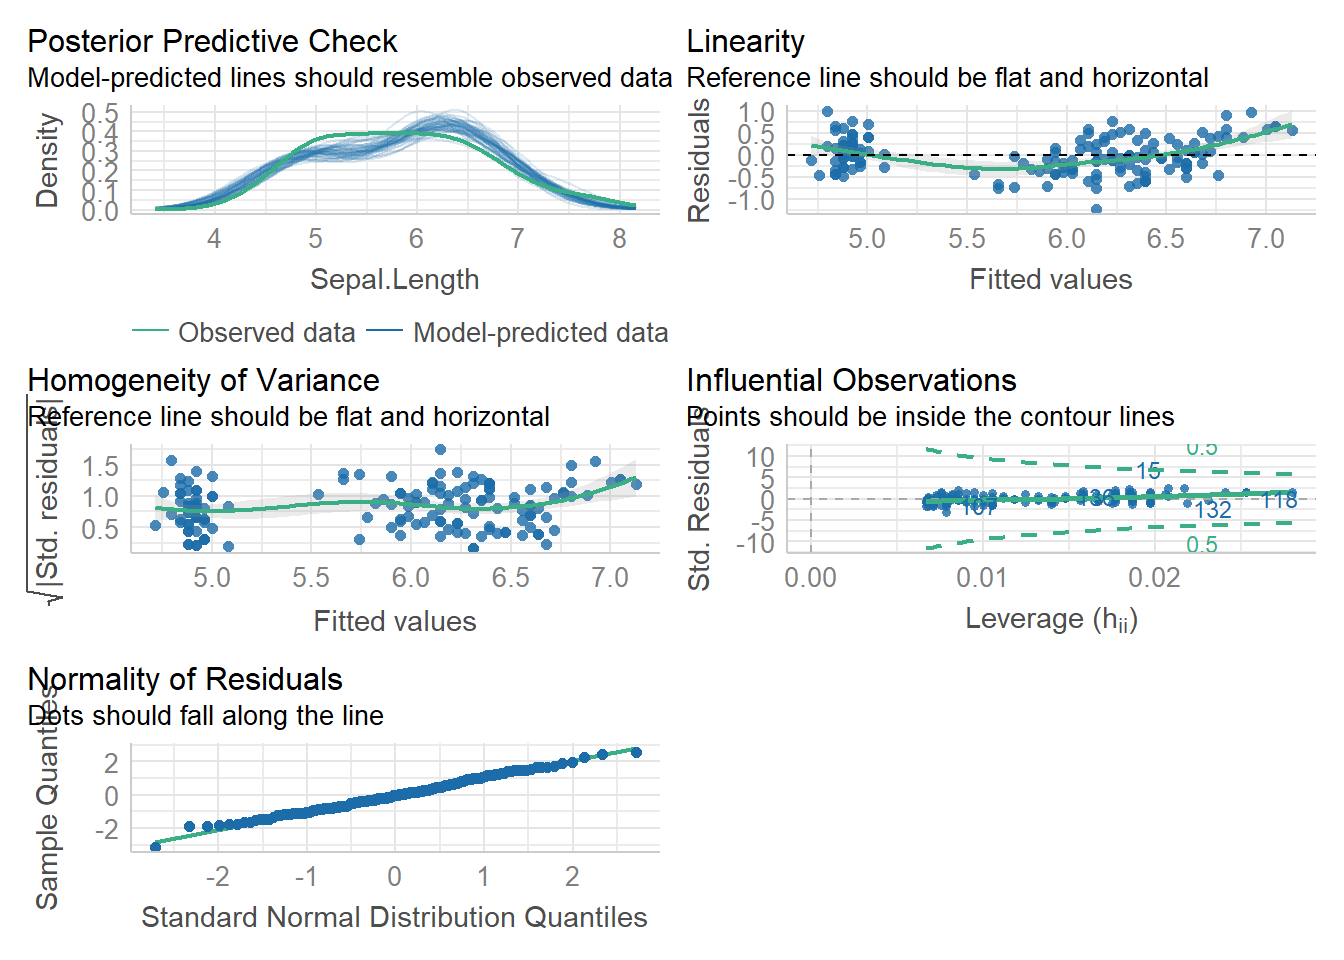 Posterior Predictive Check
Model-predicted lines should resemble observed data
Density
0.5
0.4
0.3
0.2
0.1
0.0
4 5 6 7 8
Sepal.Length
Observed data Model-predicted data
Linearity
Reference line should be flat and horizontal
Residuals
1.0
0.5
0.0
-0.5
-1.0
5.0 5.5 6.0 6.5 7.0
Fitted values
Homogeneity of Variance
Reference line should be flat and horizontal
√|Std. residuals|
1.5
1.0
0.5
5.0 5.5 6.0 6.5 7.0
Fitted values
Influential Observations
Points should be inside the contour lines
Std. Residuals
10
5
0
-5
-10
0.5
15
118
132
107
0.5
0.00 0.01 0.02
Leverage (hii)
Normality of Residuals
Dots should fall along the line
Sample Quantiles
2
0
-2
-2 -1 0 1 2
Standard Normal Distribution Quantiles